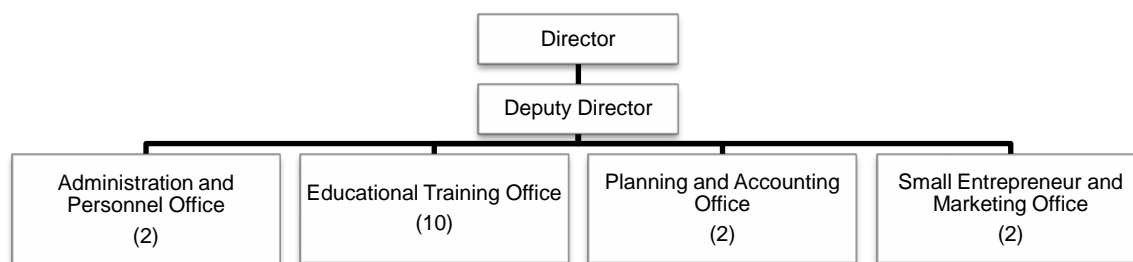 Director
Deputy Director
Administration and
Personnel Office
(2)
Educational Training Office
(10)
Planning and Accounting
Office
(2)
Small Entrepreneur and
Marketing Office
(2)